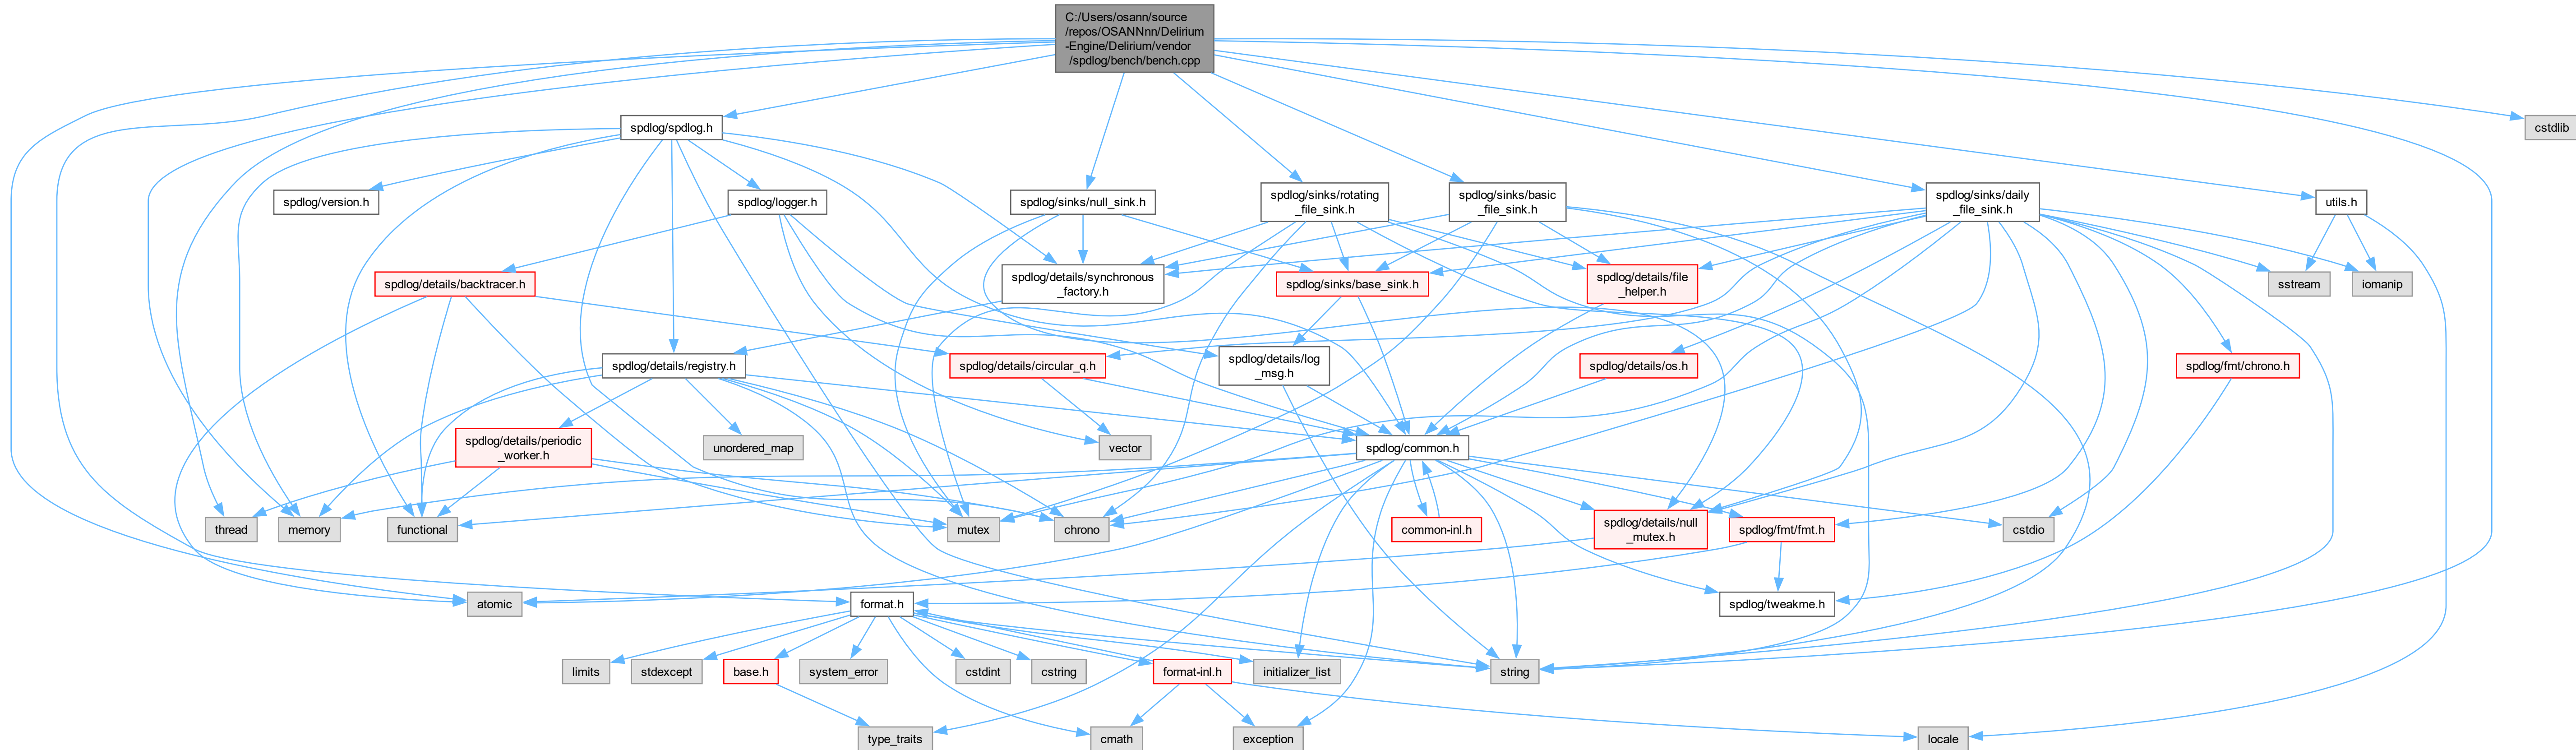 C:/Users/osann/source
/repos/OSANNnn/Delirium
-Engine/Delirium/vendor
/spdlog/bench/bench.cpp
spdlog/spdlog.h
cstdlib
spdlog/version.h
spdlog/logger.h
spdlog/sinks/null_sink.h
spdlog/sinks/rotating
_file_sink.h
spdlog/sinks/basic
_file_sink.h
spdlog/sinks/daily
_file_sink.h
utils.h
spdlog/details/backtracer.h
spdlog/details/synchronous
_factory.h
spdlog/sinks/base_sink.h
spdlog/details/file
_helper.h
sstream
iomanip
spdlog/details/registry.h
spdlog/details/circular_q.h
spdlog/details/log
_msg.h
spdlog/details/os.h
spdlog/fmt/chrono.h
spdlog/details/periodic
_worker.h
unordered_map
vector
spdlog/common.h
thread
memory
functional
mutex
chrono
common-inl.h
spdlog/details/null
_mutex.h
spdlog/fmt/fmt.h
cstdio
atomic
format.h
spdlog/tweakme.h
limits
stdexcept
base.h
system_error
cstdint
cstring
format-inl.h
initializer_list
string
type_traits
cmath
exception
locale